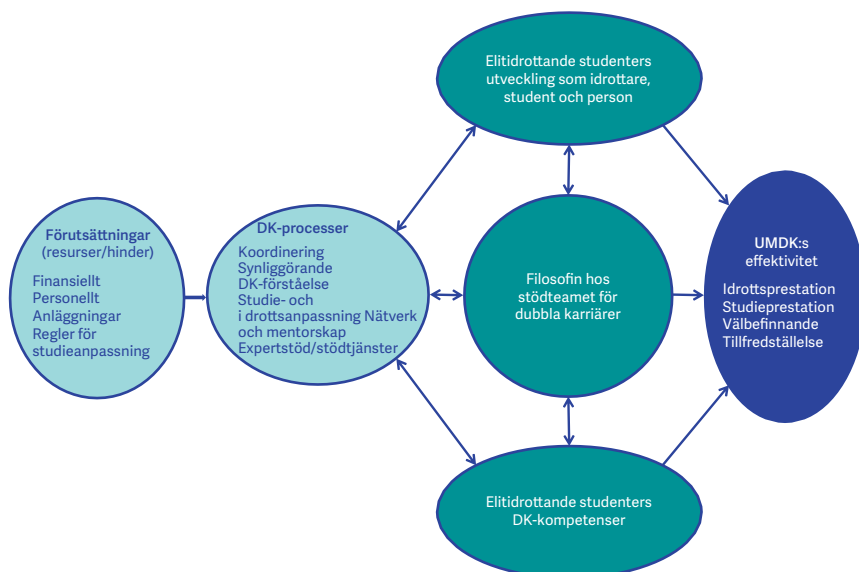 Elitidrottande studenters
utveckling som idrottare,
student och person
Förutsättningar
(resurser/hinder)
Finansiellt
Personellt
Anläggningar
Regler för
studieanpassning
DK-processer
Koordinering
Synliggörande
DK-förståelse
Studie- och
i drottsanpassning Nätverk
och mentorskap
Expertstöd/stödtjänster
Filosofin hos
stödteamet för
dubbla karriärer
UMDK:s
effektivitet
Idrottsprestation
Studieprestation
Välbefinnande
Tillfredställelse
Elitidrottande studenters
DK-kompetenser